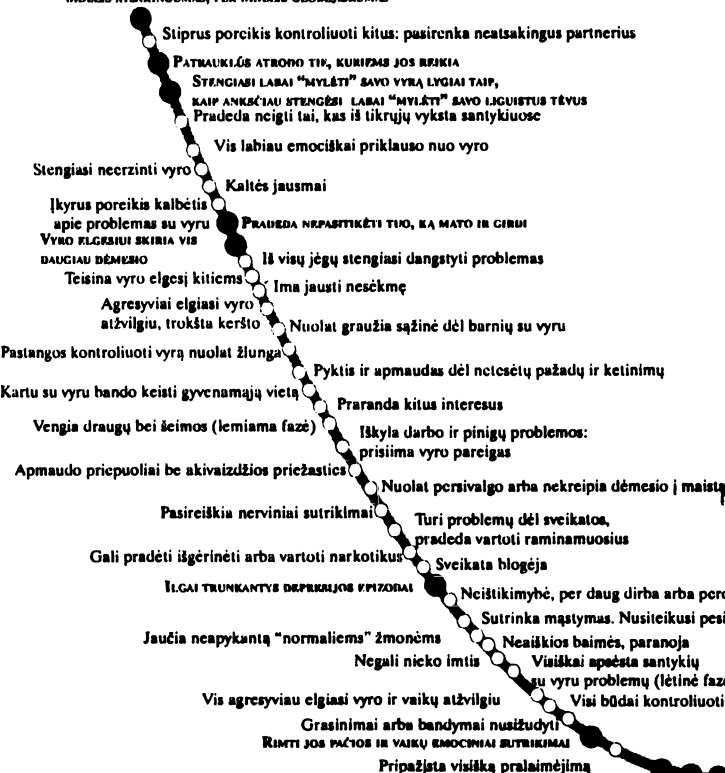 Stiprus porcikis kontroliuoti kitus: pasirenka neatsakingus partnerius
PATRAUKLŪS ATRODO TIE, KURIEMS JOS REIKIA
STENGIASI LABAI “MYLĖTI” SAVO VYRĄ LYGIAI TAIP,
KAIP ANKSČIAU STENGĖSI LABAI “MYLĖTI” SAVO LIGUISTUS TĖVUS
Pradeda neigti tai, kas iš tikrųjų vyksta santykiuose
Vis labiau emociškai priklauso nuo vyro
Stengiasi neerzinti vyro
Kaltės jausmai
Įkyrus poreikis kalbėtis
apie problemas su vyru
PRADEDA NEPASITIKĖTI TUO, KĄ MATO IR GIRDI
VYRO ELGESIUI SKIRIA VIS
DAUGIAU DĖMESIO
Iš visų jėgų stengiasi dangstyti problemas
Teisina vyro elgesį kitiems
Ima jausti nesėkmę
Agresyviai elgiasi vyro
atžvilgiu, trokšta keršto
Nuolat graužia sąžinė dėl barnių su vyru
Pastangos kontroliuoti vyrą nuolat žlunga
Pyktis ir apmaudas dėl netesėtų pažadų ir ketinimų
Kartu su vyru bando keisti gyvenamąją vietą
Praranda kitus interesus
Vengia draugų bei šeimos (lemiama fazė)
Iškyla darbo ir pinigų problemos:
prisiima vyro pareigas
Apmaudo priepuoliai be akivaizdžios priežasties
Nuolat persivalgo arba nekreipia dėmesio į maistą
Pasireiškia nerviniai sutrikimai
Turi problemų dėl sveikatos,
pradeda vartoti raminamuosius
Gali pradėti išgėrinėti arba vartoti narkotikus
Sveikata blogėja
ILGAI TRUNKANTYS DEPRESIJOS EPIZODAI
Neištikimybė, per daug dirba arba
Sutrinka mąstymas. Nusiteikusi
Jaučia neapykantą “normaliems” žmonėms
Neaiškios baimės, paranoja
Negali nieko imtis
Visiškai apsėsta santykių
su vyru problemų (lėtinė
Vis agresyviau elgiasi vyro ir vaikų atžvilgiu
Visi būdai kontroliuoti
Grasinimai arba bandymai nusižudyti
RIMTI JOS PAČIOS IR VAIKŲ EMOCINIAI SUTRIKIMAI
Pripažįsta visišką pralaimėjimą